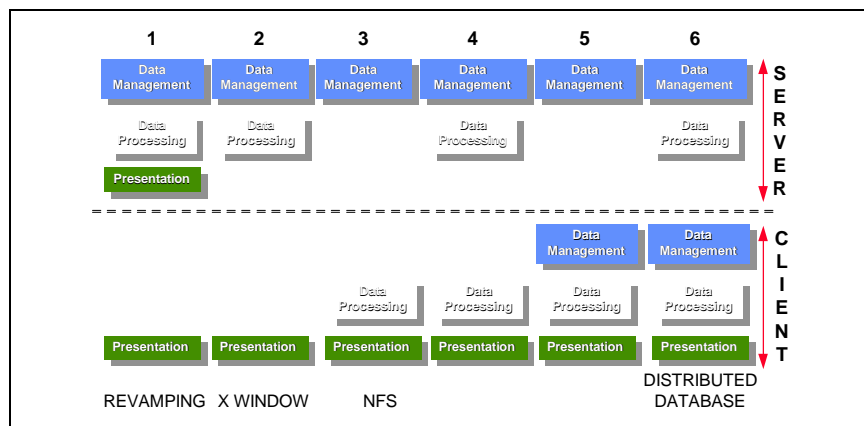 1 2 3 4 5 6
Data Data Data Data Data Data
Management Management Management Management Management Management
Data Data Data Data
Processing Processing Processing Processing
Presentation
SERVER
================================================
Data Data
Management Management
Data Data Data Data
Processing Processing Processing Processing
Presentation Presentation Presentation Presentation Presentation Presentation
CLIENT
DISTRIBUTED
REVAMPING X WINDOW NFS DATABASE